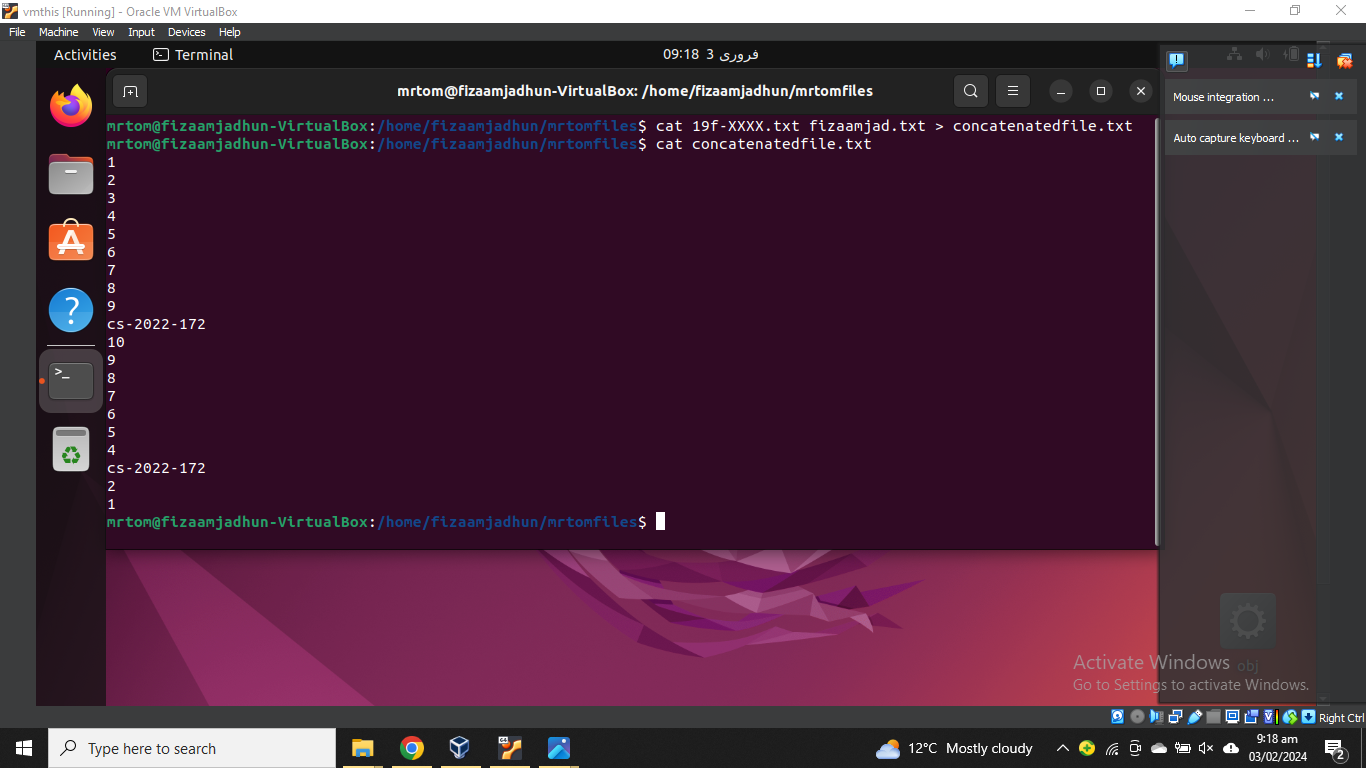 vmthis [Running] - Oracle VM VirtualBox
File Machine View Input Devices Help
Activities Terminal 09:18 3 فروری
mrtom@fizaamjadhun-VirtualBox: /home/fizaamjadhun/mrtomfiles
Mouse integration ...
Auto capture keyboard ...
mrtom@fizaamjadhun-VirtualBox:/home/fizaamjadhun/mrtomfiles$ cat 19f-XXXX.txt fizaamjad.txt > concatenatedfile.txt
mrtom@fizaamjadhun-VirtualBox:/home/fizaamjadhun/mrtomfiles$ cat concatenatedfile.txt
1
2
3
4
5
6
7
8
9
cs-2022-172
10
9
8
7
6
5
4
cs-2022-172
2
1
mrtom@fizaamjadhun-VirtualBox:/home/fizaamjadhun/mrtomfiles$
Activate Windows
obj
Go to Settings to activate Windows.
Right Ctrl
Type here to search
64
12°C Mostly cloudy
9:18 am
03/02/2024
2